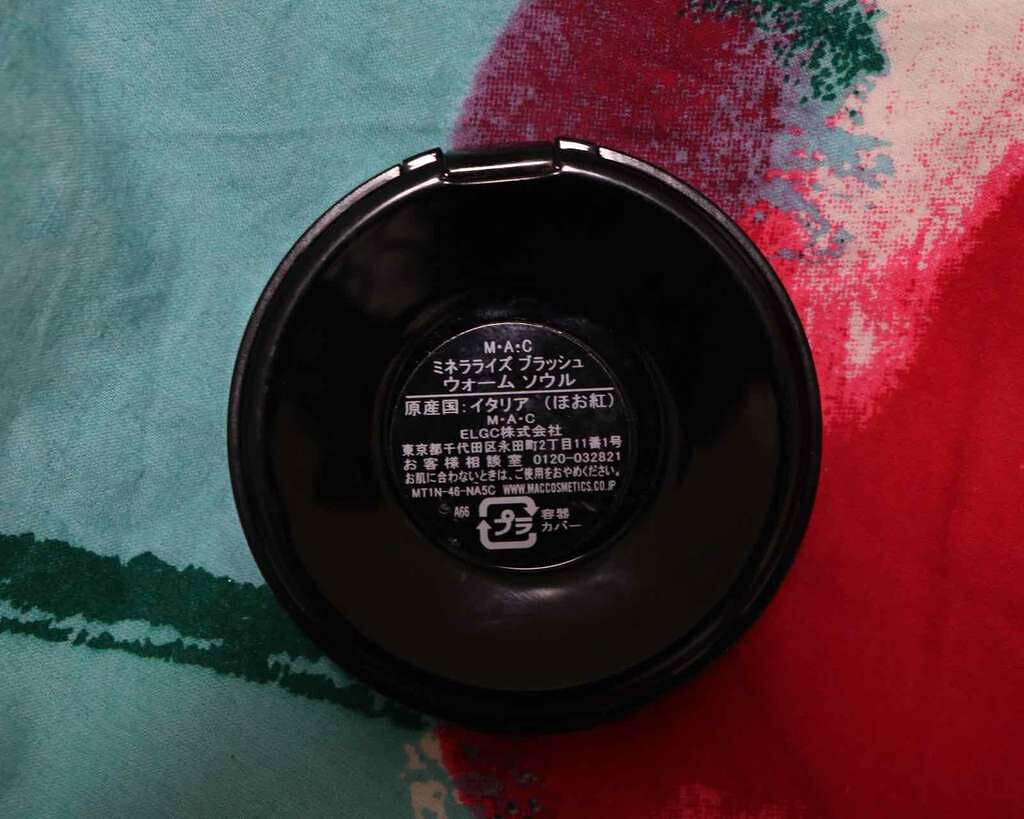 M·A·C
ミネラライズ ブラッシュ
ウォーム ソウル
原産国：イタリア （ほお紅）
M·A·C
ELGC株式会社
東京都千代田区永田町2丁目11番1号
お客様相談室 0120-032821
お肌に合わないときは、ご使用をおやめください。
MT1N-46-NA5C WWW.MACCOSMETICS.CO.JP
A66 プラ 容器
カバー